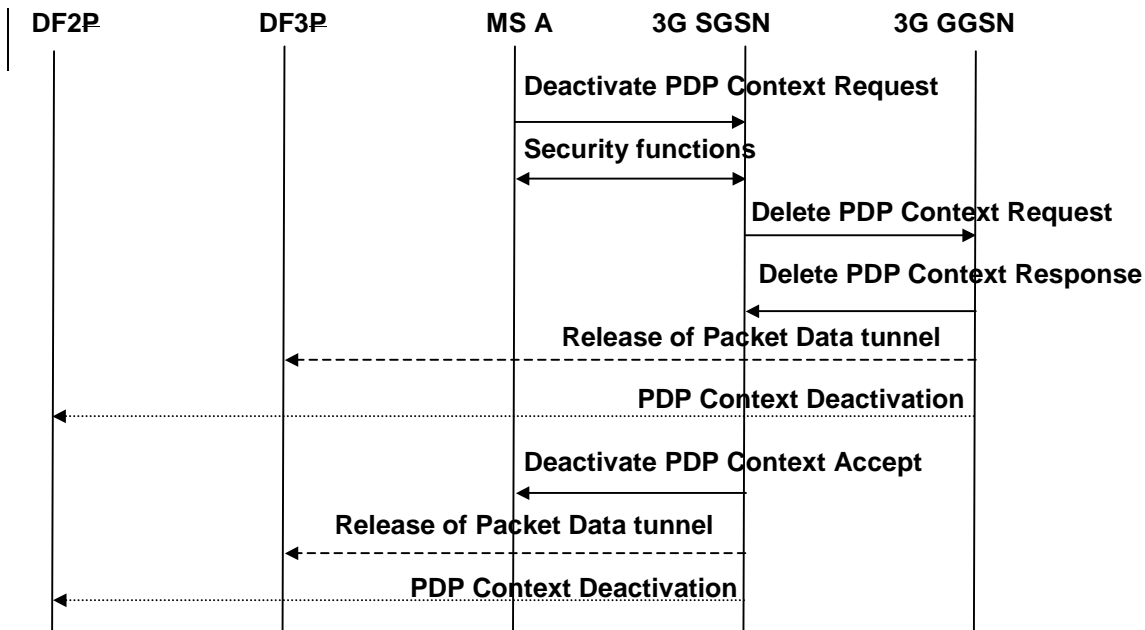 DF2P DF3P MS A 3G SGSN 3G GGSN
Deactivate PDP Context Request
Security functions
Delete PDP Context Request
Delete PDP Context Response
Release of Packet Data tunnel
PDP Context Deactivation
Deactivate PDP Context Accept
Release of Packet Data tunnel
PDP Context Deactivation